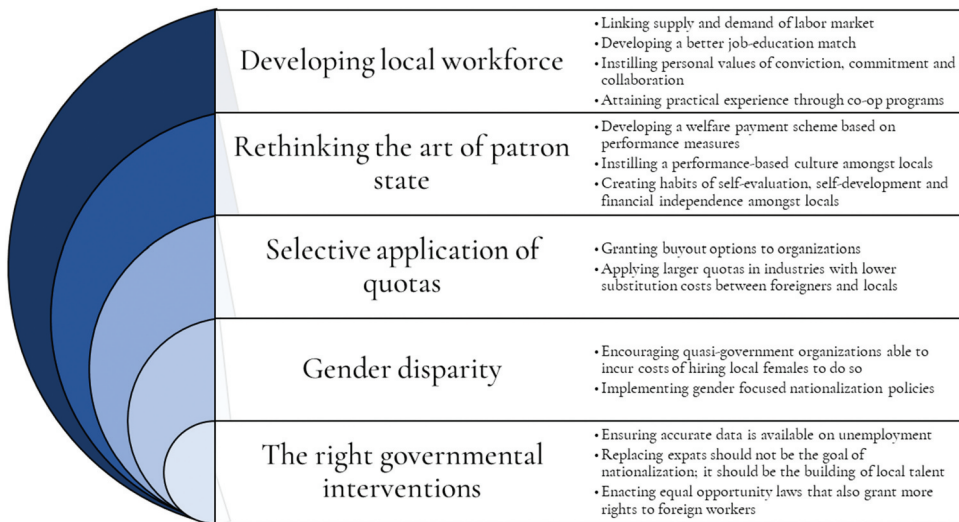 Developing local workforce
• Linking supply and demand of labor market
• Developing a better job-education match
• Instilling personal values of conviction, commitment and
collaboration
• Attaining practical experience through co-op programs
Rethinking the art of patron
state
• Developing a welfare payment scheme based on
performance measures
• Instilling a performance-based culture amongst locals
• Creating habits of self-evaluation, self-development and
financial independence amongst locals
Selective application of
quotas
• Granting buyout options to organizations
• Applying larger quotas in industries with lower
substitution costs between foreigners and locals
Gender disparity
• Encouraging quasi-government organizations able to
incur costs of hiring local females to do so
• Implementing gender focused nationalization policies
The right governmental
interventions
• Ensuring accurate data is available on unemployment
• Replacing expats should not be the goal of
nationalization; it should be the building of local talent
• Enacting equal opportunity laws that also grant more
rights to foreign workers